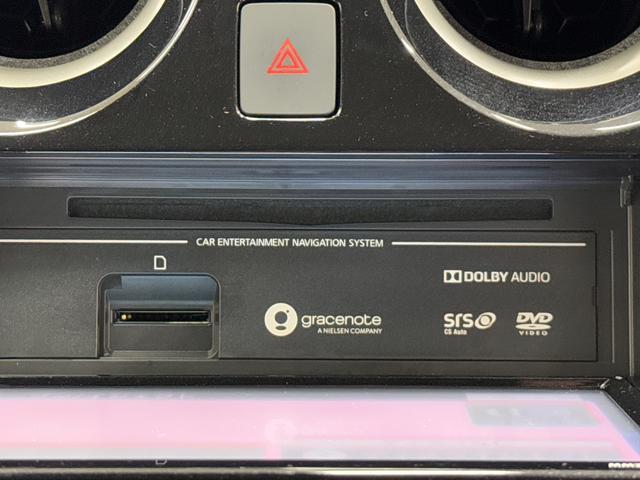 CAR ENTERTAINMENT NAVIGATION SYSTEM
DOLBY AUDIO
gracenote
A NIELSEN COMPANY
SRS
CS Auto
DVD
VIDEO